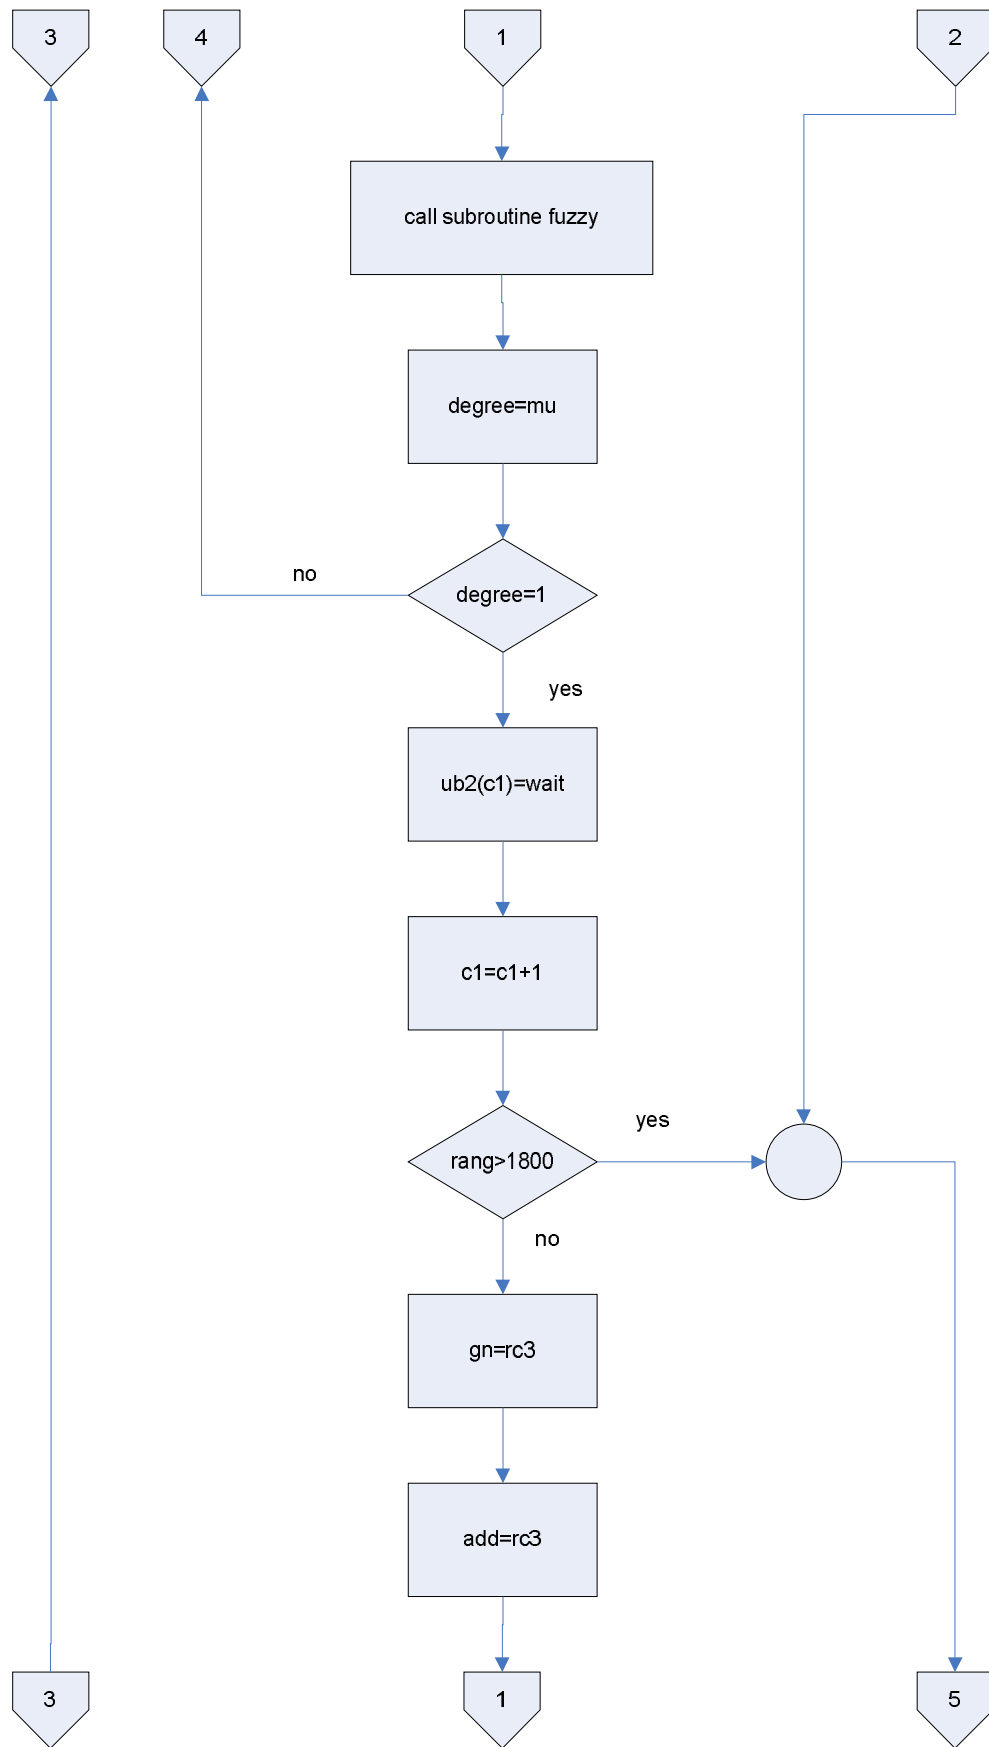 3
4
1
2
call subroutine fuzzy
degree=mu
no
degree=1
yes
ub2(c1)=wait
c1=c1+1
yes
rang>1800
no
gn=rc3
add=rc3
3
1
5